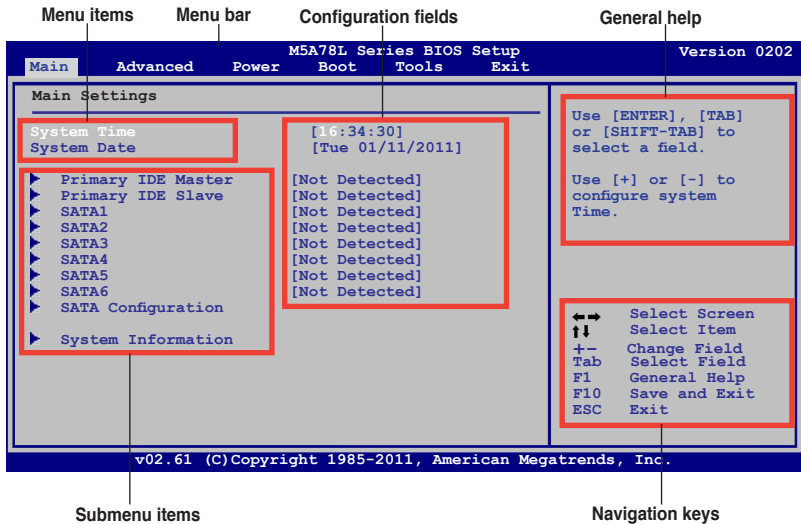 Menu items Menu bar Configuration fields General help
M5A78L Series BIOS Setup Version 0202
Main Advanced Power Boot Tools Exit
Main Settings
System Time [16:34:30]
System Date [Tue 01/11/2011]
Primary IDE Master [Not Detected]
Primary IDE Slave [Not Detected]
SATA1 [Not Detected]
SATA2 [Not Detected]
SATA3 [Not Detected]
SATA4 [Not Detected]
SATA5 [Not Detected]
SATA6 [Not Detected]
SATA Configuration
System Information
Use [ENTER], [TAB]
or [SHIFT-TAB] to
select a field.
Use [+] or [-] to
configure system
Time.
←→ Select Screen
↑↓ Select Item
+- Change Field
Tab Select Field
F1 General Help
F10 Save and Exit
ESC Exit
v02.61 (C)Copyright 1985-2011, American Megatrends, Inc.
Submenu items Navigation keys